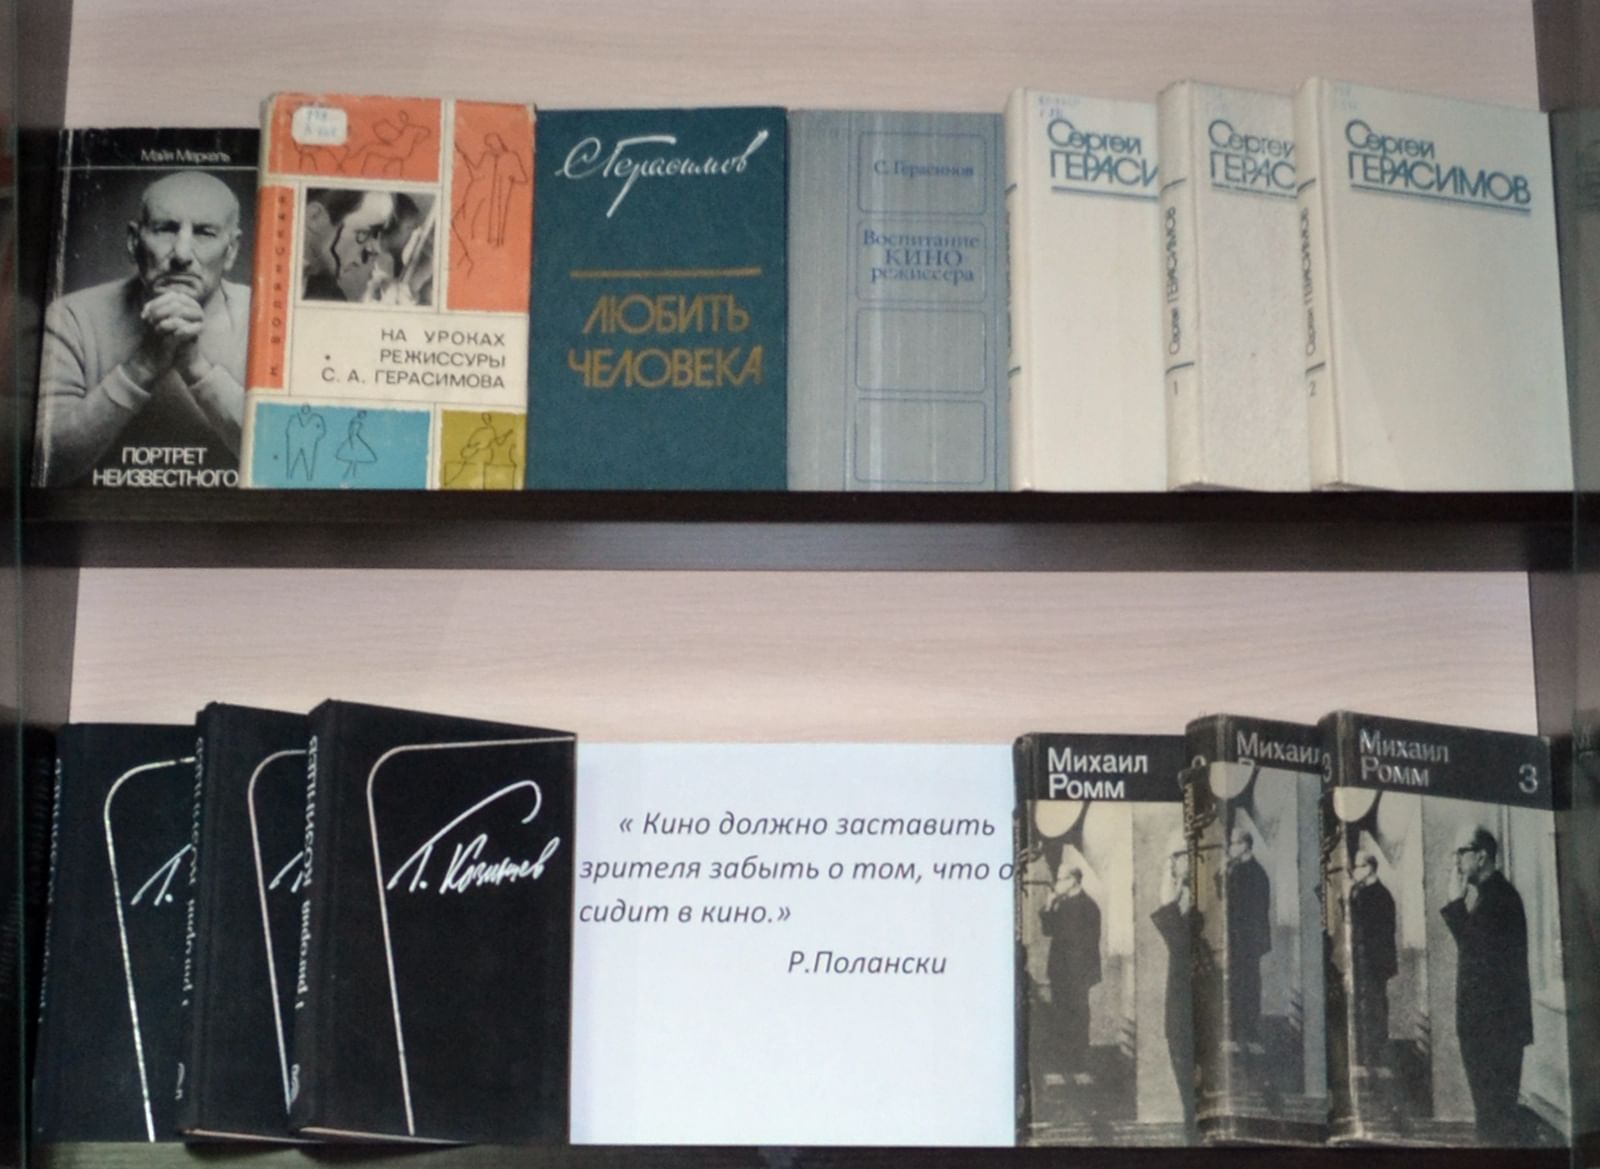 Майя Меркель
ПОРТРЕТ
НЕИЗВЕСТНОГО
НА УРОКАХ
РЕЖИССУРЫ
С. А. ГЕРАСИМОВА
С. Герасимов
ЛЮБИТЬ
ЧЕЛОВЕКА
С. Герасимов
Воспитание
КИНО
режиссера
Сергей
ГЕРАСИ
Сергей ГЕРАСИМОВ
1
Сергей
ГЕРАС
Сергей ГЕРАСИМОВ
2
Сергей
ГЕРАСИМОВ
Г.
Григорий КОЗИНЦЕВ
Г.
Григорий КОЗИНЦЕВ
Г. Козинцев
« Кино должно заставить
зрителя забыть о том, что о
сидит в кино.»
Р.Полански
Михаил
Ромм
Михаил
Ромм
3
Михаил
Ромм
3